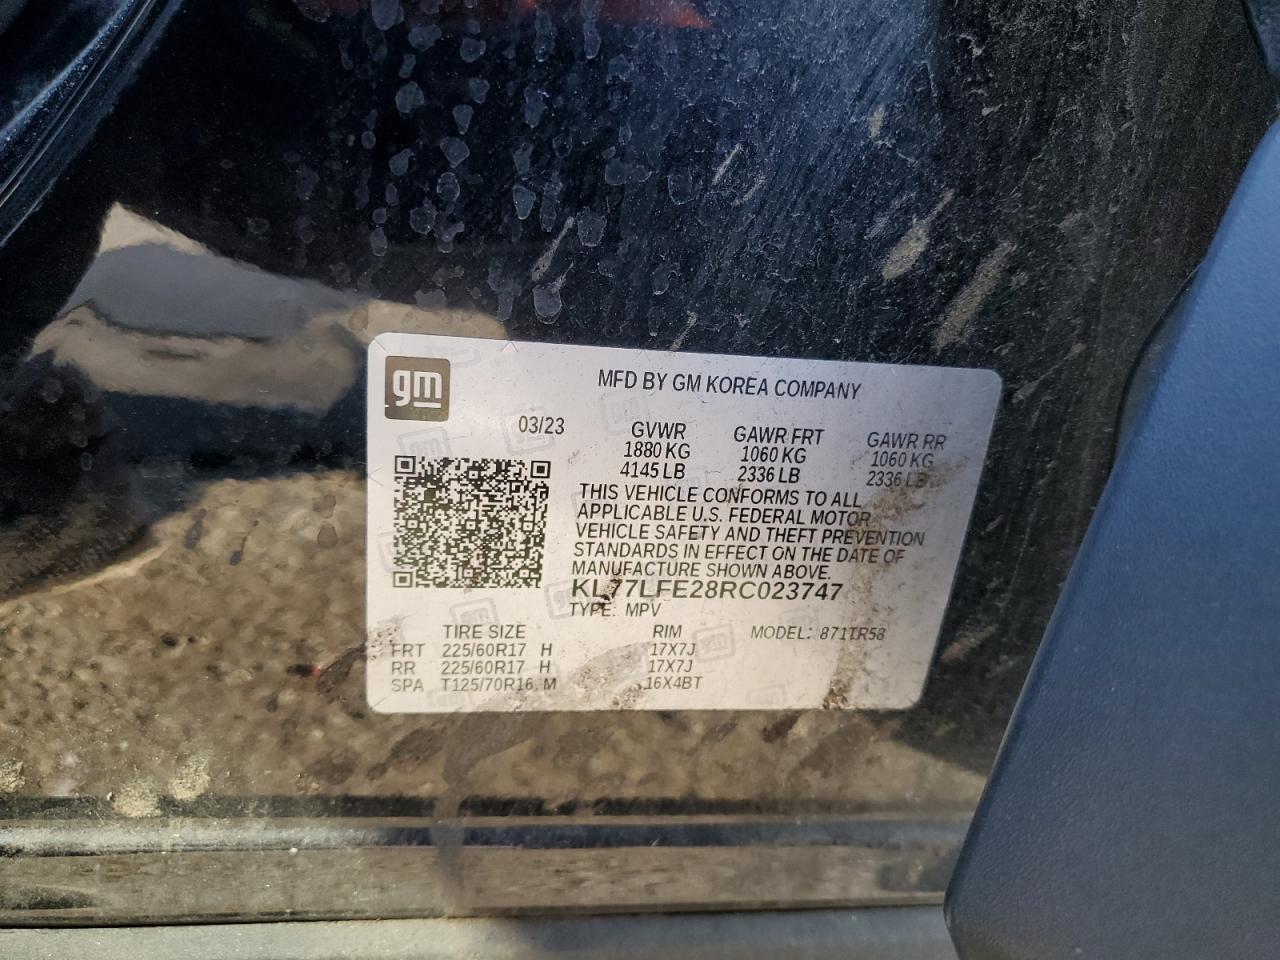 gm
MFD BY GM KOREA COMPANY
03/23 GVWR GAWR FRT GAWR RR
1880 KG 1060 KG 1060 KG
4145 LB 2336 LB 2336 LB
THIS VEHICLE CONFORMS TO ALL
APPLICABLE U.S. FEDERAL MOTOR
VEHICLE SAFETY AND THEFT PREVENTION
STANDARDS IN EFFECT ON THE DATE OF
MANUFACTURE SHOWN ABOVE.
KL77LFE28RC023747
TYPE: MPV
TIRE SIZE RIM MODEL: 871TR58
FRT 225/60R17 H 17X7J
RR 225/60R17 H 17X7J
SPA T125/70R16 M 16X4BT